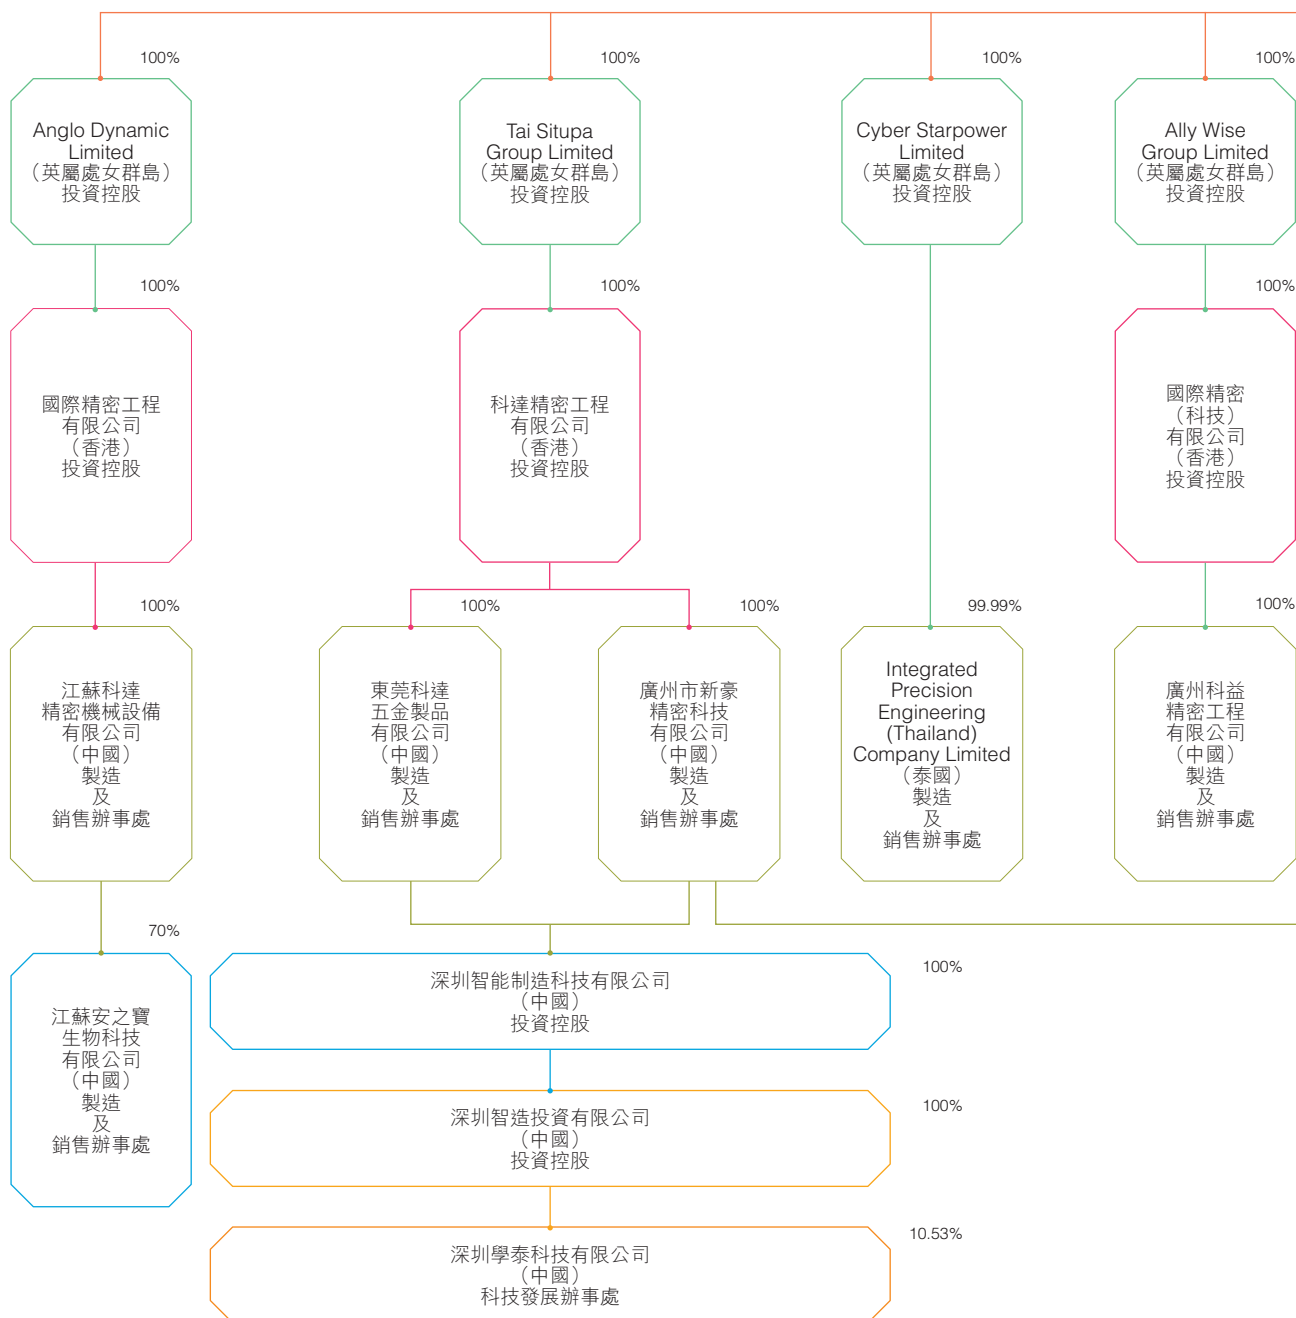 100%
100%
100%
100%
Anglo Dynamic
Limited
（英屬處女群島）
投資控股
Tai Situpa
Group Limited
（英屬處女群島）
投資控股
Cyber Starpower
Limited
（英屬處女群島）
投資控股
Ally Wise
Group Limited
（英屬處女群島）
投資控股
100%
100%
100%
國際精密工程
有限公司
（香港）
投資控股
科達精密工程
有限公司
（香港）
投資控股
國際精密
（科技）
有限公司
（香港）
投資控股
100%
100%
100%
99.99%
100%
江蘇科達
精密機械設備
有限公司
（中國）
製造
及
銷售辦事處
東莞科達
五金製品
有限公司
（中國）
製造
及
銷售辦事處
廣州市新豪
精密科技
有限公司
（中國）
製造
及
銷售辦事處
Integrated
Precision
Engineering
(Thailand)
Company Limited
（泰國）
製造
及
銷售辦事處
廣州科益
精密工程
有限公司
（中國）
製造
及
銷售辦事處
70%
江蘇安之寶
生物科技
有限公司
（中國）
製造
及
銷售辦事處
100%
深圳智能制造科技有限公司
（中國）
投資控股
100%
深圳智造投資有限公司
（中國）
投資控股
10.53%
深圳學泰科技有限公司
（中國）
科技發展辦事處